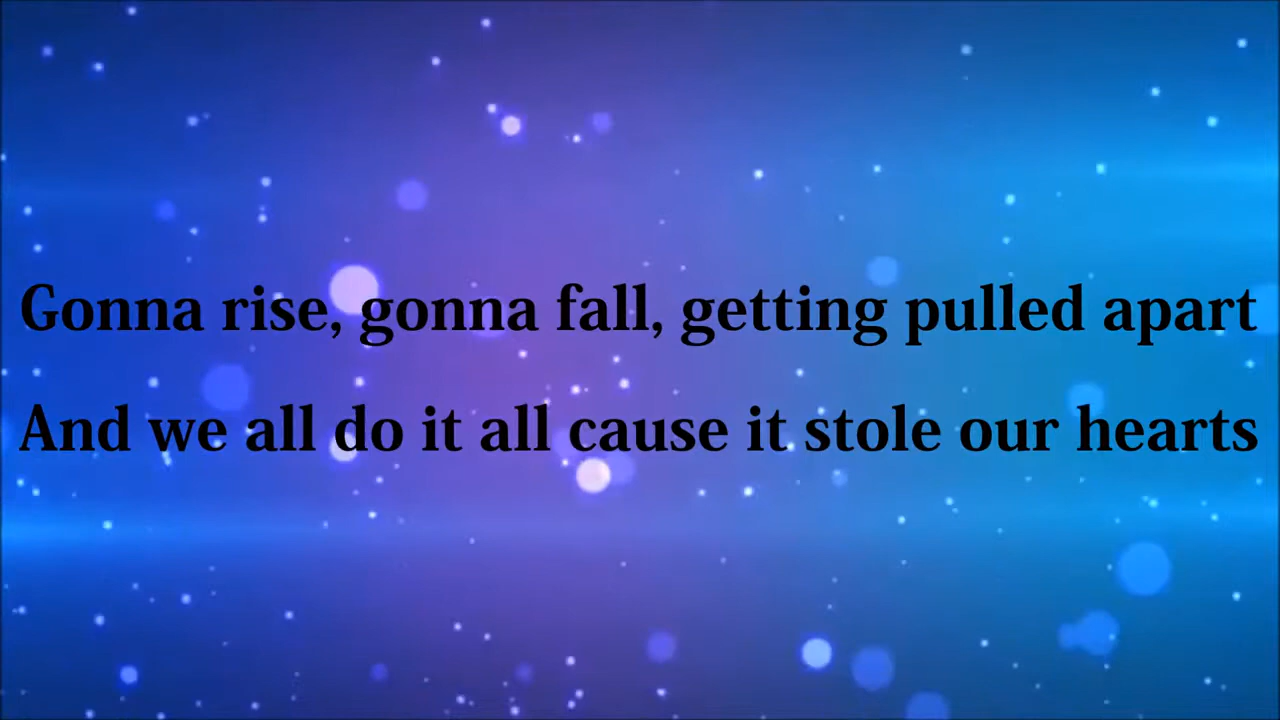 Gonna rise, gonna fall, getting pulled apart
And we all do it all cause it stole our hearts